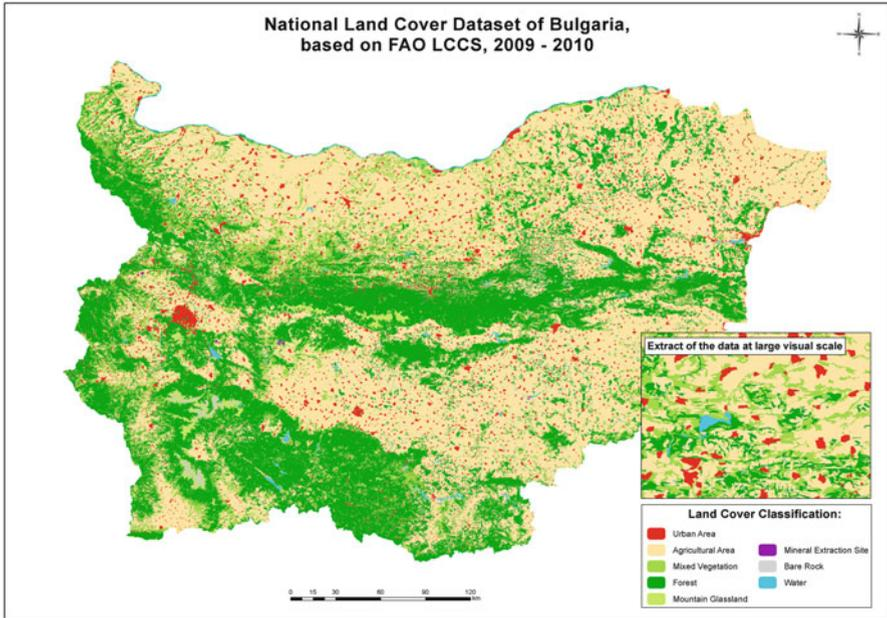 National Land Cover Dataset of Bulgaria,
based on FAO LCCS, 2009 - 2010
Extract of the data at large visual scale
Land Cover Classification:
Urban Area
Agricultural Area
Mixed Vegetation
Forest
Mountain Glassland
Mineral Extraction Site
Bare Rock
Water
0 15 30 60 90 120
km